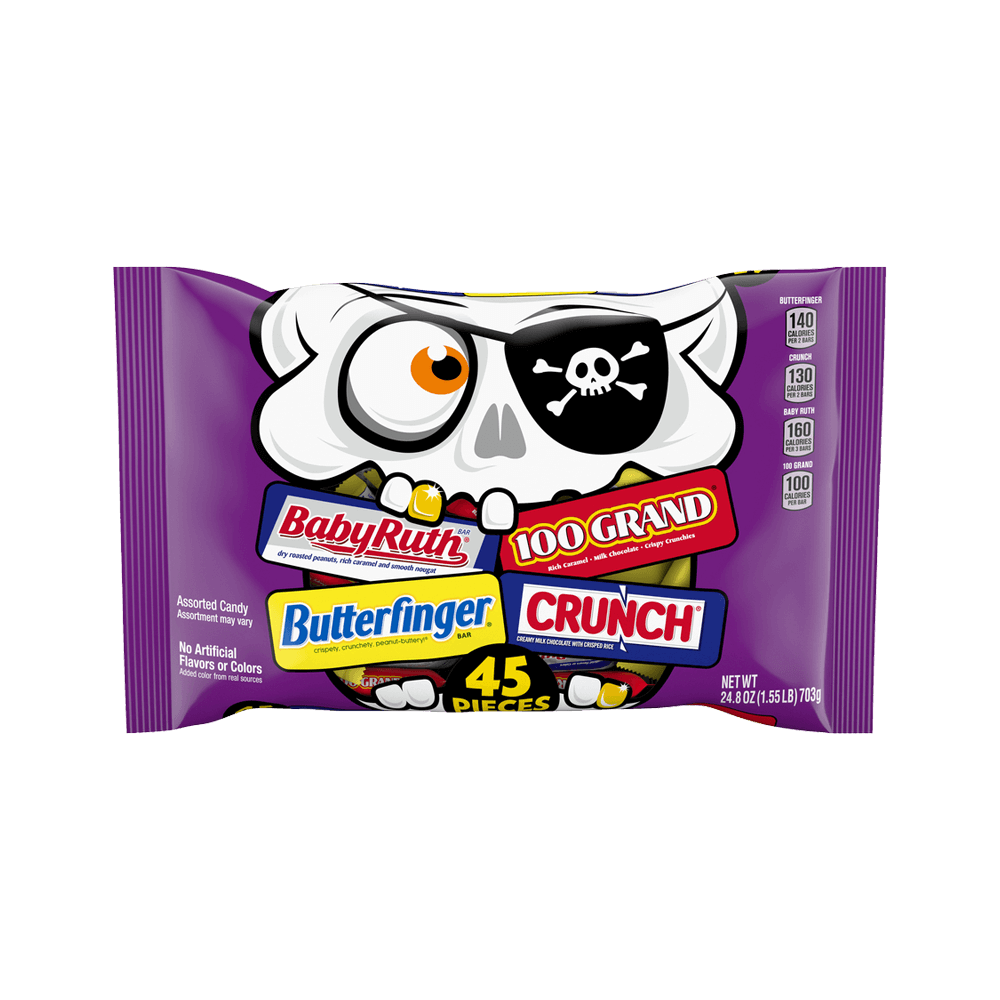 BUTTERFINGER
140
CALORIES
PER 2 BARS
CRUNCH
130
CALORIES
PER 2 BARS
BABY RUTH
160
CALORIES
PER 3 BARS
100 GRAND
100
CALORIES
PER BAR
BabyRuth® BAR
dry roasted peanuts, rich caramel and smooth nougat
100 GRAND®
Rich Caramel • Milk Chocolate • Crispy Crunchies
Butterfinger® BAR
crispety, crunchety, peanut-buttery!®
CRUNCH®
CREAMY MILK CHOCOLATE WITH CRISPED RICE
Assorted Candy
Assortment may vary
No Artificial
Flavors or Colors
Added color from real sources
45
PIECES
NET WT
24.8 OZ (1.55 LB) 703g